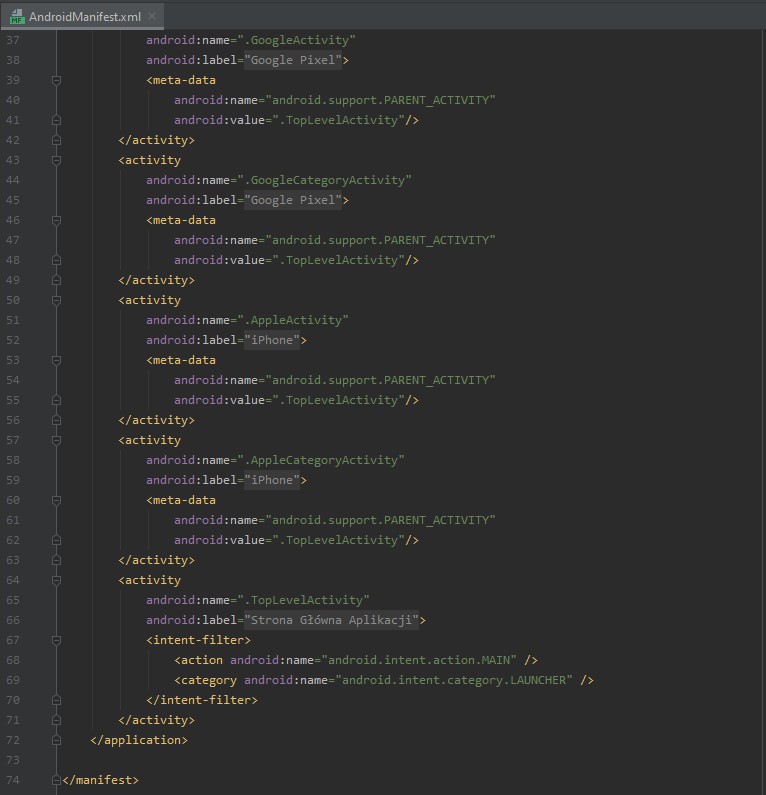 AndroidManifest.xml
37 android:name=".GoogleActivity"
38 android:label="Google Pixel">
39 <meta-data
40 android:name="android.support.PARENT_ACTIVITY"
41 android:value=".TopLevelActivity"/>
42 </activity>
43 <activity
44 android:name=".GoogleCategoryActivity"
45 android:label="Google Pixel">
46 <meta-data
47 android:name="android.support.PARENT_ACTIVITY"
48 android:value=".TopLevelActivity"/>
49 </activity>
50 <activity
51 android:name=".AppleActivity"
52 android:label="iPhone">
53 <meta-data
54 android:name="android.support.PARENT_ACTIVITY"
55 android:value=".TopLevelActivity"/>
56 </activity>
57 <activity
58 android:name=".AppleCategoryActivity"
59 android:label="iPhone">
60 <meta-data
61 android:name="android.support.PARENT_ACTIVITY"
62 android:value=".TopLevelActivity"/>
63 </activity>
64 <activity
65 android:name=".TopLevelActivity"
66 android:label="Strona Główna Aplikacji">
67 <intent-filter>
68 <action android:name="android.intent.action.MAIN" />
69 <category android:name="android.intent.category.LAUNCHER" />
70 </intent-filter>
71 </activity>
72 </application>
73
74 </manifest>